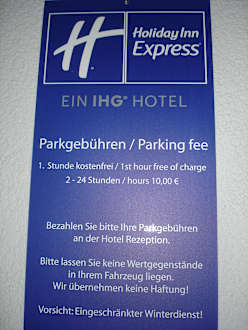 H Holiday Inn
Express
EIN IHG® HOTEL
Parkgebühren / Parking fee
1. Stunde kostenfrei / 1st hour free of charge
2 - 24 Stunden / hours 10,00 €
Bezahlen Sie bitte Ihre Parkgebühren
an der Hotel Rezeption.
Bitte lassen Sie keine Wertgegenstände
in Ihrem Fahrzeug liegen.
Wir übernehmen keine Haftung!
Vorsicht: Eingeschränkter Winterdienst!